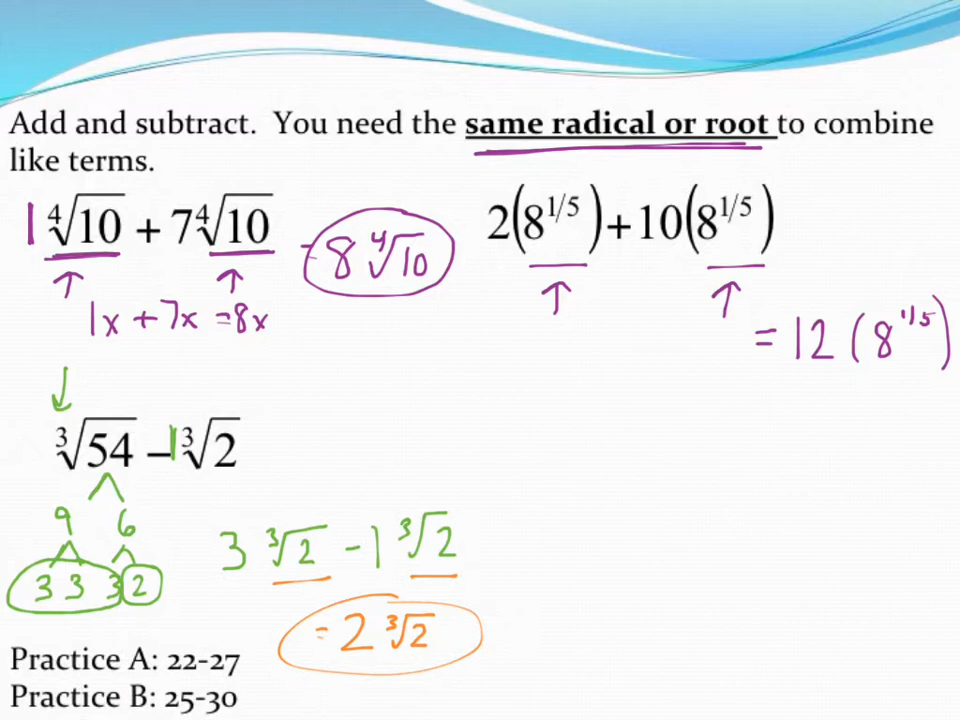 Add and subtract. You need the same radical or root to combine
like terms.
1∜10 + 7∜10 = 8∜10
1x + 7x = 8x
2(8^1/5) + 10(8^1/5)
= 12(8^1/5)
∛54 − 1∛2
9 6
3 3 3 2
3∛2 − 1∛2
= 2∛2
Practice A: 22-27
Practice B: 25-30